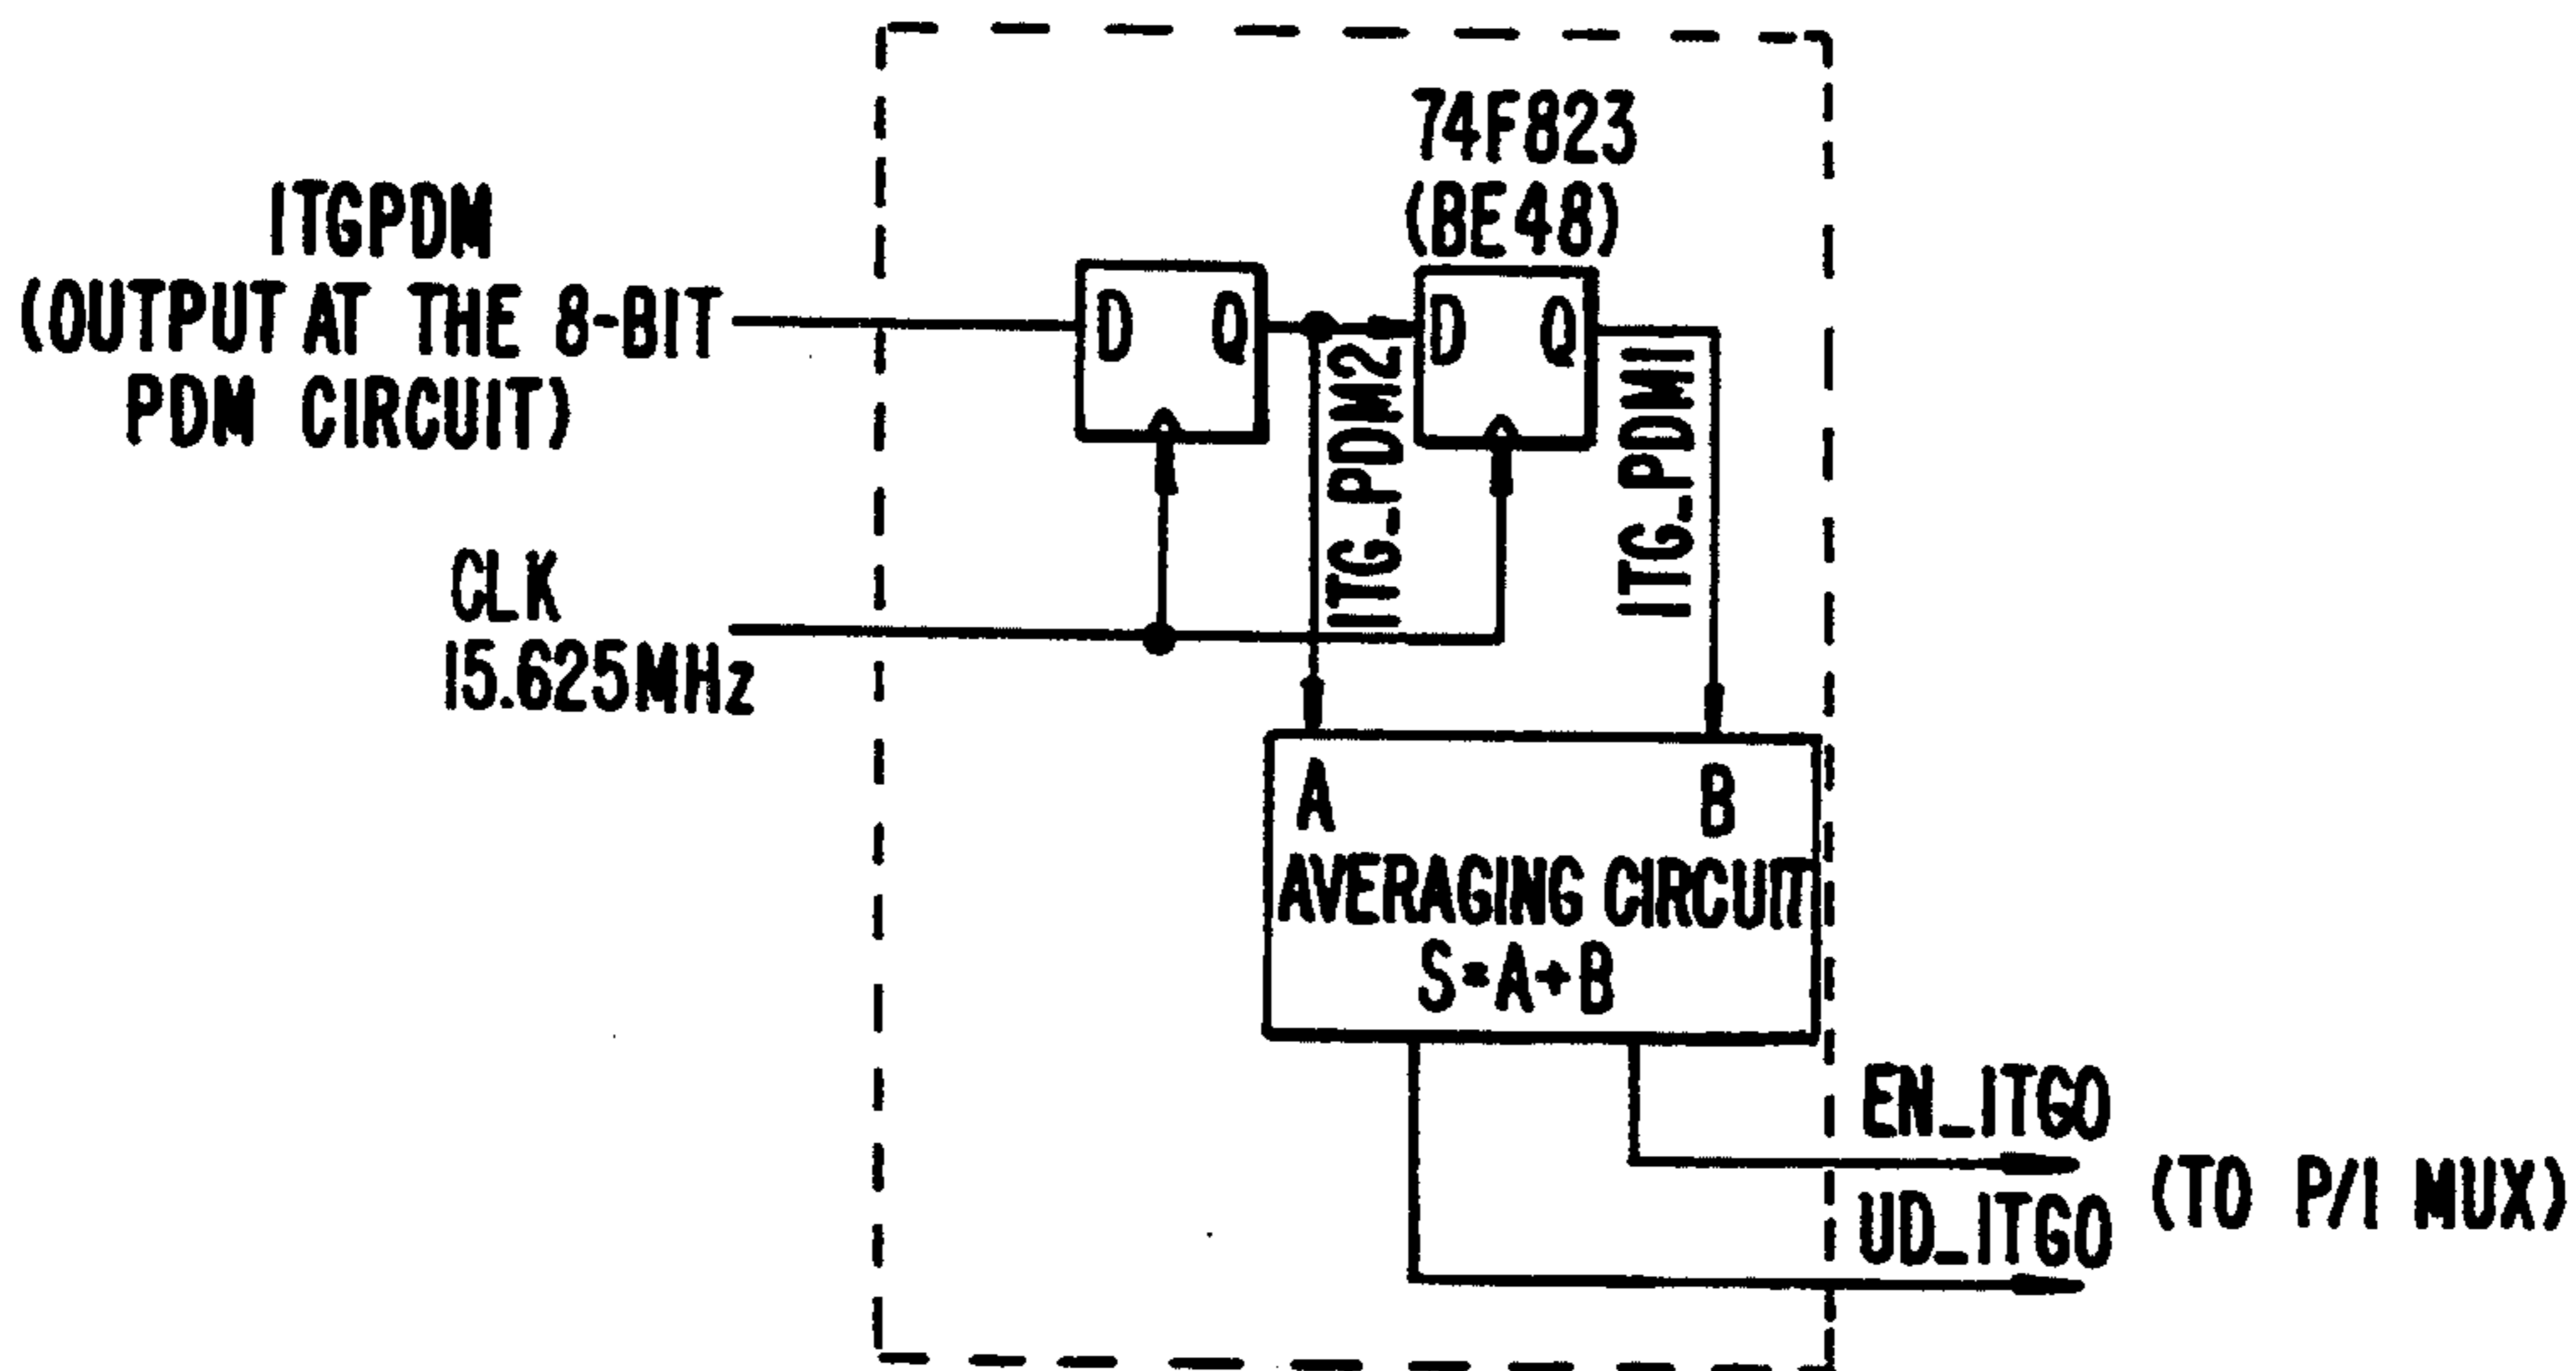 74F823
(BE48)
ITGPDM
(OUTPUT AT THE 8-BIT
PDM CIRCUIT)
D Q
D Q
ITG_PDM2
ITG_PDM1
CLK
15.625MHz
A B
AVERAGING CIRCUIT
S=A+B
EN_ITGO
UD_ITGO
(TO P/I MUX)